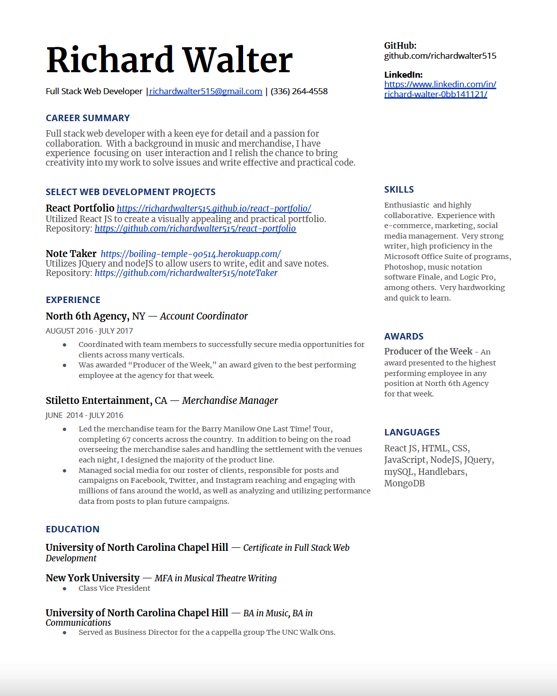 Richard Walter
Full Stack Web Developer |richardwalter515@gmail.com | (336) 264-4558
GitHub:
github.com/richardwalter515
LinkedIn:
https://www.linkedin.com/in/
richard-walter-0bb141121/
CAREER SUMMARY
Full stack web developer with a keen eye for detail and a passion for
collaboration. With a background in music and merchandise, I have
experience focusing on user interaction and I relish the chance to bring
creativity into my work to solve issues and write effective and practical code.
SELECT WEB DEVELOPMENT PROJECTS
React Portfolio https://richardwalter515.github.io/react-portfolio/
Utilized React JS to create a visually appealing and practical portfolio.
Repository: https://github.com/richardwalter515/react-portfolio
Note Taker https://boiling-temple-90514.herokuapp.com/
Utilizes JQuery and nodeJS to allow users to write, edit and save notes.
Repository: https://github.com/richardwalter515/noteTaker
EXPERIENCE
North 6th Agency, NY — Account Coordinator
AUGUST 2016 - JULY 2017
● Coordinated with team members to successfully secure media opportunities for
clients across many verticals.
● Was awarded “Producer of the Week,” an award given to the best performing
employee at the agency for that week.
Stiletto Entertainment, CA — Merchandise Manager
JUNE 2014 - JULY 2016
● Led the merchandise team for the Barry Manilow One Last Time! Tour,
completing 67 concerts across the country. In addition to being on the road
overseeing the merchandise sales and handling the settlement with the venues
each night, I designed the majority of the product line.
● Managed social media for our roster of clients, responsible for posts and
campaigns on Facebook, Twitter, and Instagram reaching and engaging with
millions of fans around the world, as well as analyzing and utilizing performance
data from posts to plan future campaigns.
EDUCATION
University of North Carolina Chapel Hill — Certificate in Full Stack Web
Development
New York University — MFA in Musical Theatre Writing
● Class Vice President
University of North Carolina Chapel Hill — BA in Music, BA in
Communications
● Served as Business Director for the a cappella group The UNC Walk Ons.
SKILLS
Enthusiastic and highly
collaborative. Experience with
e-commerce, marketing, social
media management. Very strong
writer, high proficiency in the
Microsoft Office Suite of programs,
Photoshop, music notation
software Finale, and Logic Pro,
among others. Very hardworking
and quick to learn.
AWARDS
Producer of the Week - An
award presented to the highest
performing employee in any
position at North 6th Agency
for that week.
LANGUAGES
React JS, HTML, CSS,
JavaScript, NodeJS, JQuery,
mySQL, Handlebars,
MongoDB